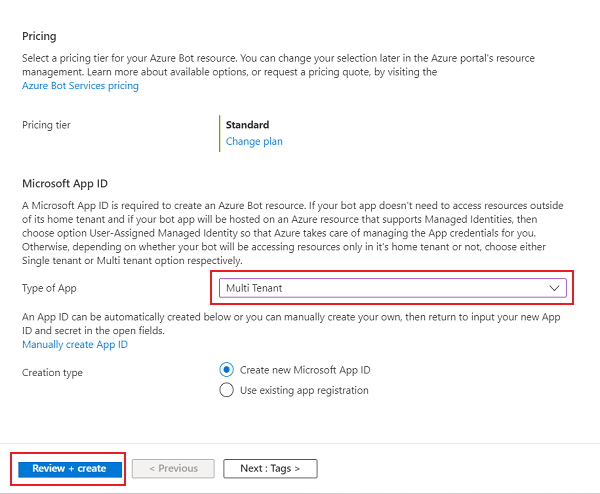 Pricing
Select a pricing tier for your Azure Bot resource. You can change your selection later in the Azure portal's resource
management. Learn more about available options, or request a pricing quote, by visiting the
Azure Bot Services pricing
Pricing tier
Standard
Change plan
Microsoft App ID
A Microsoft App ID is required to create an Azure Bot resource. If your bot app doesn't need to access resources outside
of its home tenant and if your bot app will be hosted on an Azure resource that supports Managed Identities, then
choose option User-Assigned Managed Identity so that Azure takes care of managing the App credentials for you.
Otherwise, depending on whether your bot will be accessing resources only in it's home tenant or not, choose either
Single tenant or Multi tenant option respectively.
Type of App
Multi Tenant
An App ID can be automatically created below or you can manually create your own, then return to input your new App
ID and secret in the open fields.
Manually create App ID
Creation type
Create new Microsoft App ID
Use existing app registration
Review + create
< Previous
Next : Tags >